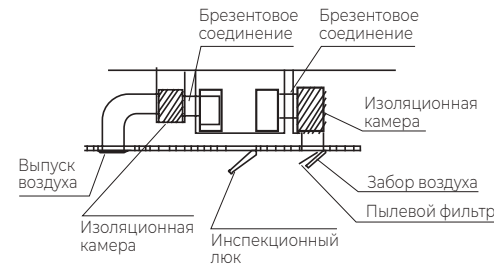 Брезентовое
соединение
Брезентовое
соединение
Изоляционная
камера
Выпуск
воздуха
Забор воздуха
Пылевой фильтр
Изоляционная
камера
Инспекционный
люк